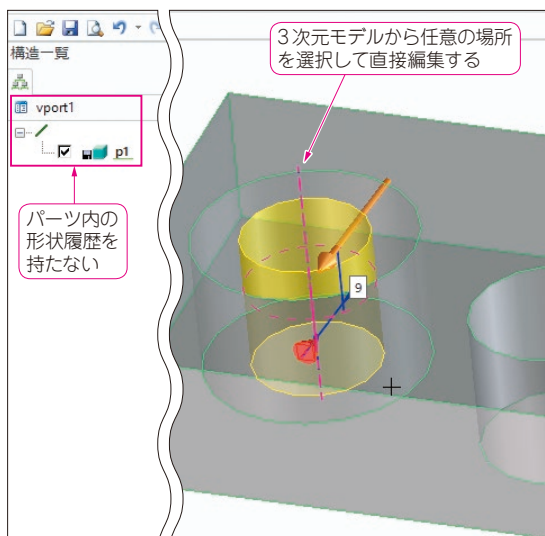 構造一覧
vport1
p1
パーツ内の
形状履歴を
持たない
3次元モデルから任意の場所
を選択して直接編集する
9